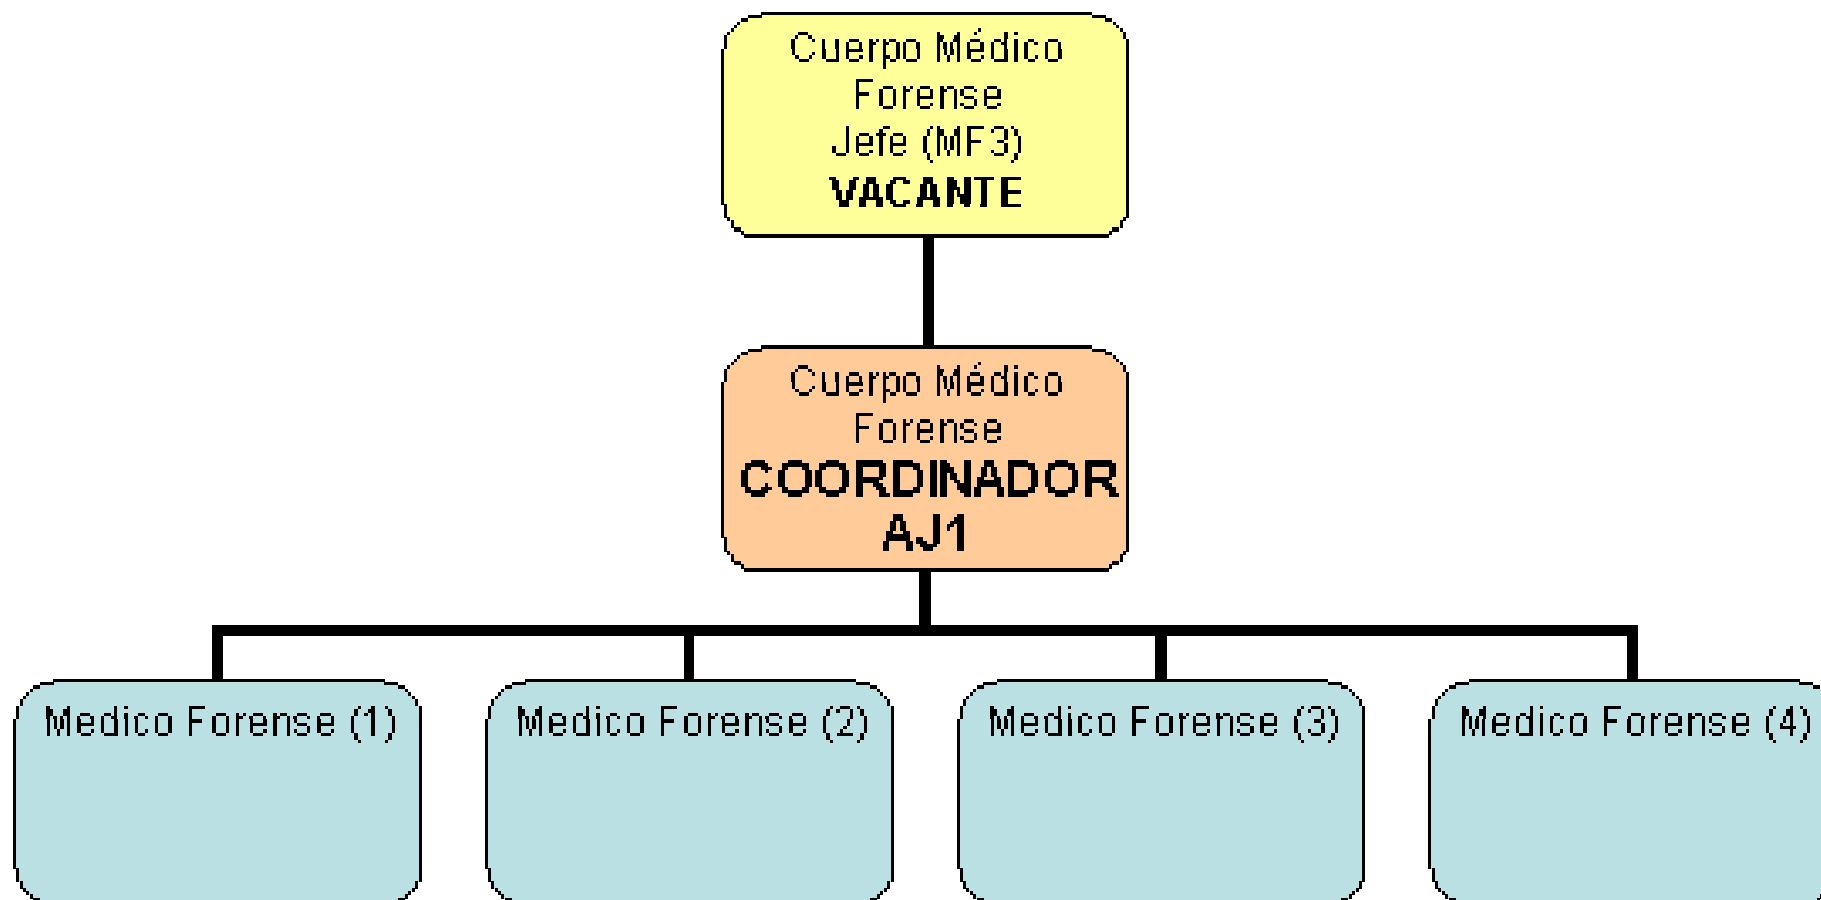 Cuerpo Médico
Forense
Jefe (MF3)
VACANTE
Cuerpo Médico
Forense
COORDINADOR
AJ1
Medico Forense (1)
Medico Forense (2)
Medico Forense (3)
Medico Forense (4)